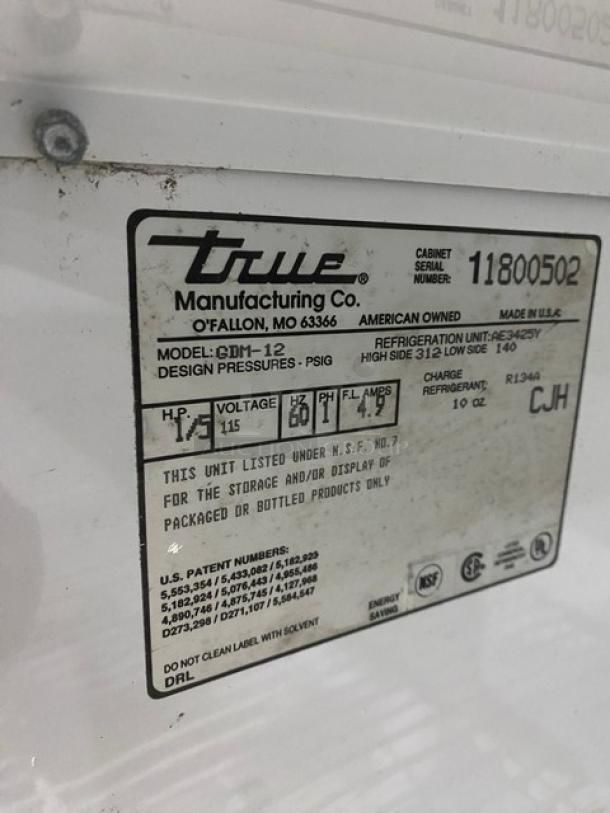 true®
Manufacturing Co.
O'FALLON, MO 63366 AMERICAN OWNED MADE IN U.S.A.
CABINET
SERIAL
NUMBER: 11800502
MODEL: GDM-12 REFRIGERATION UNIT: AE3425Y
DESIGN PRESSURES - PSIG HIGH SIDE 312 LOW SIDE 140
H.P. VOLTAGE HZ PH F.L. AMPS
1/5 115 60 1 4.9
CHARGE
REFRIGERANT: R134A
10 OZ CJH
THIS UNIT LISTED UNDER N.S.F. NO.7
FOR THE STORAGE AND/OR DISPLAY OF
PACKAGED OR BOTTLED PRODUCTS ONLY
U.S. PATENT NUMBERS:
5,553,354 / 5,433,082 / 5,182,923
5,182,924 / 5,076,443 / 4,955,486
4,890,746 / 4,875,745 / 4,127,968
D273,298 / D271,107 / 5,584,547
ENERGY
SAVING
NSF
UL
DO NOT CLEAN LABEL WITH SOLVENT
DRL